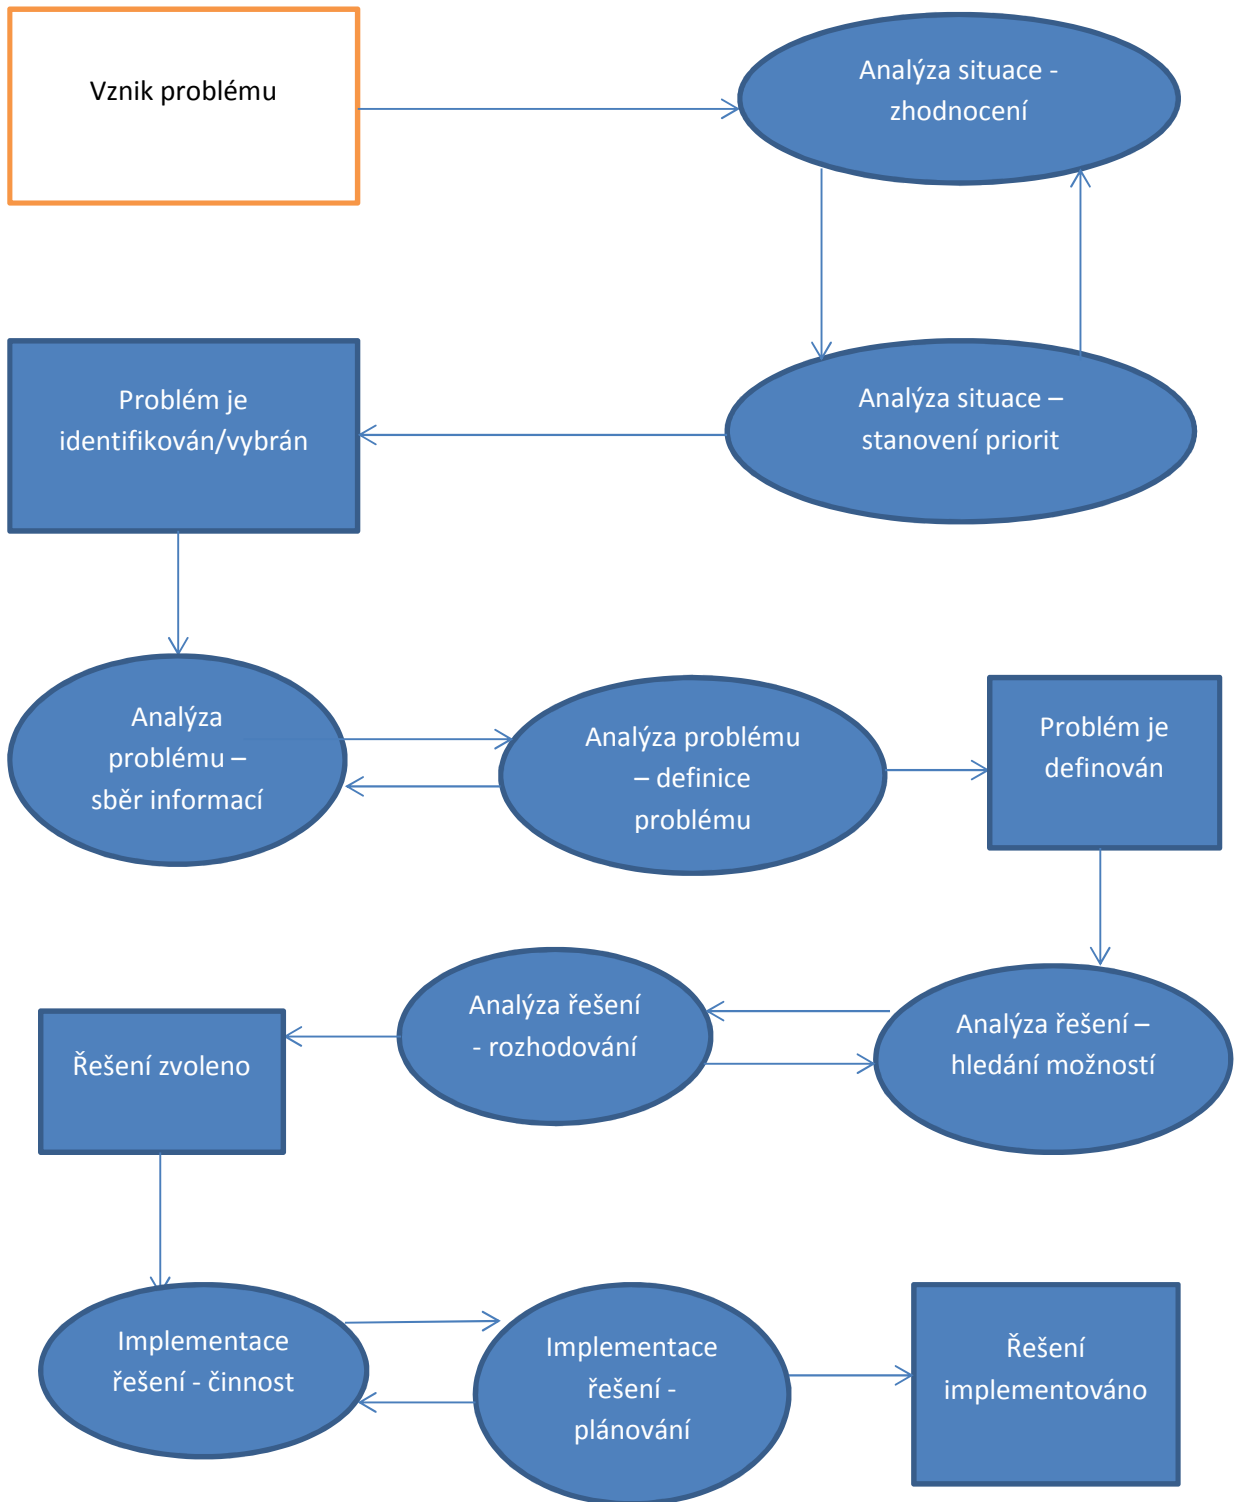 Vznik problému
Analýza situace -
zhodnocení
Problém je
identifikován/vybrán
Analýza situace –
stanovení priorit
Analýza
problému –
sběr informací
Analýza problému
– definice
problému
Problém je
definován
Řešení zvoleno
Analýza řešení
- rozhodování
Analýza řešení –
hledání možností
Implementace
řešení - činnost
Implementace
řešení -
plánování
Řešení
implementováno